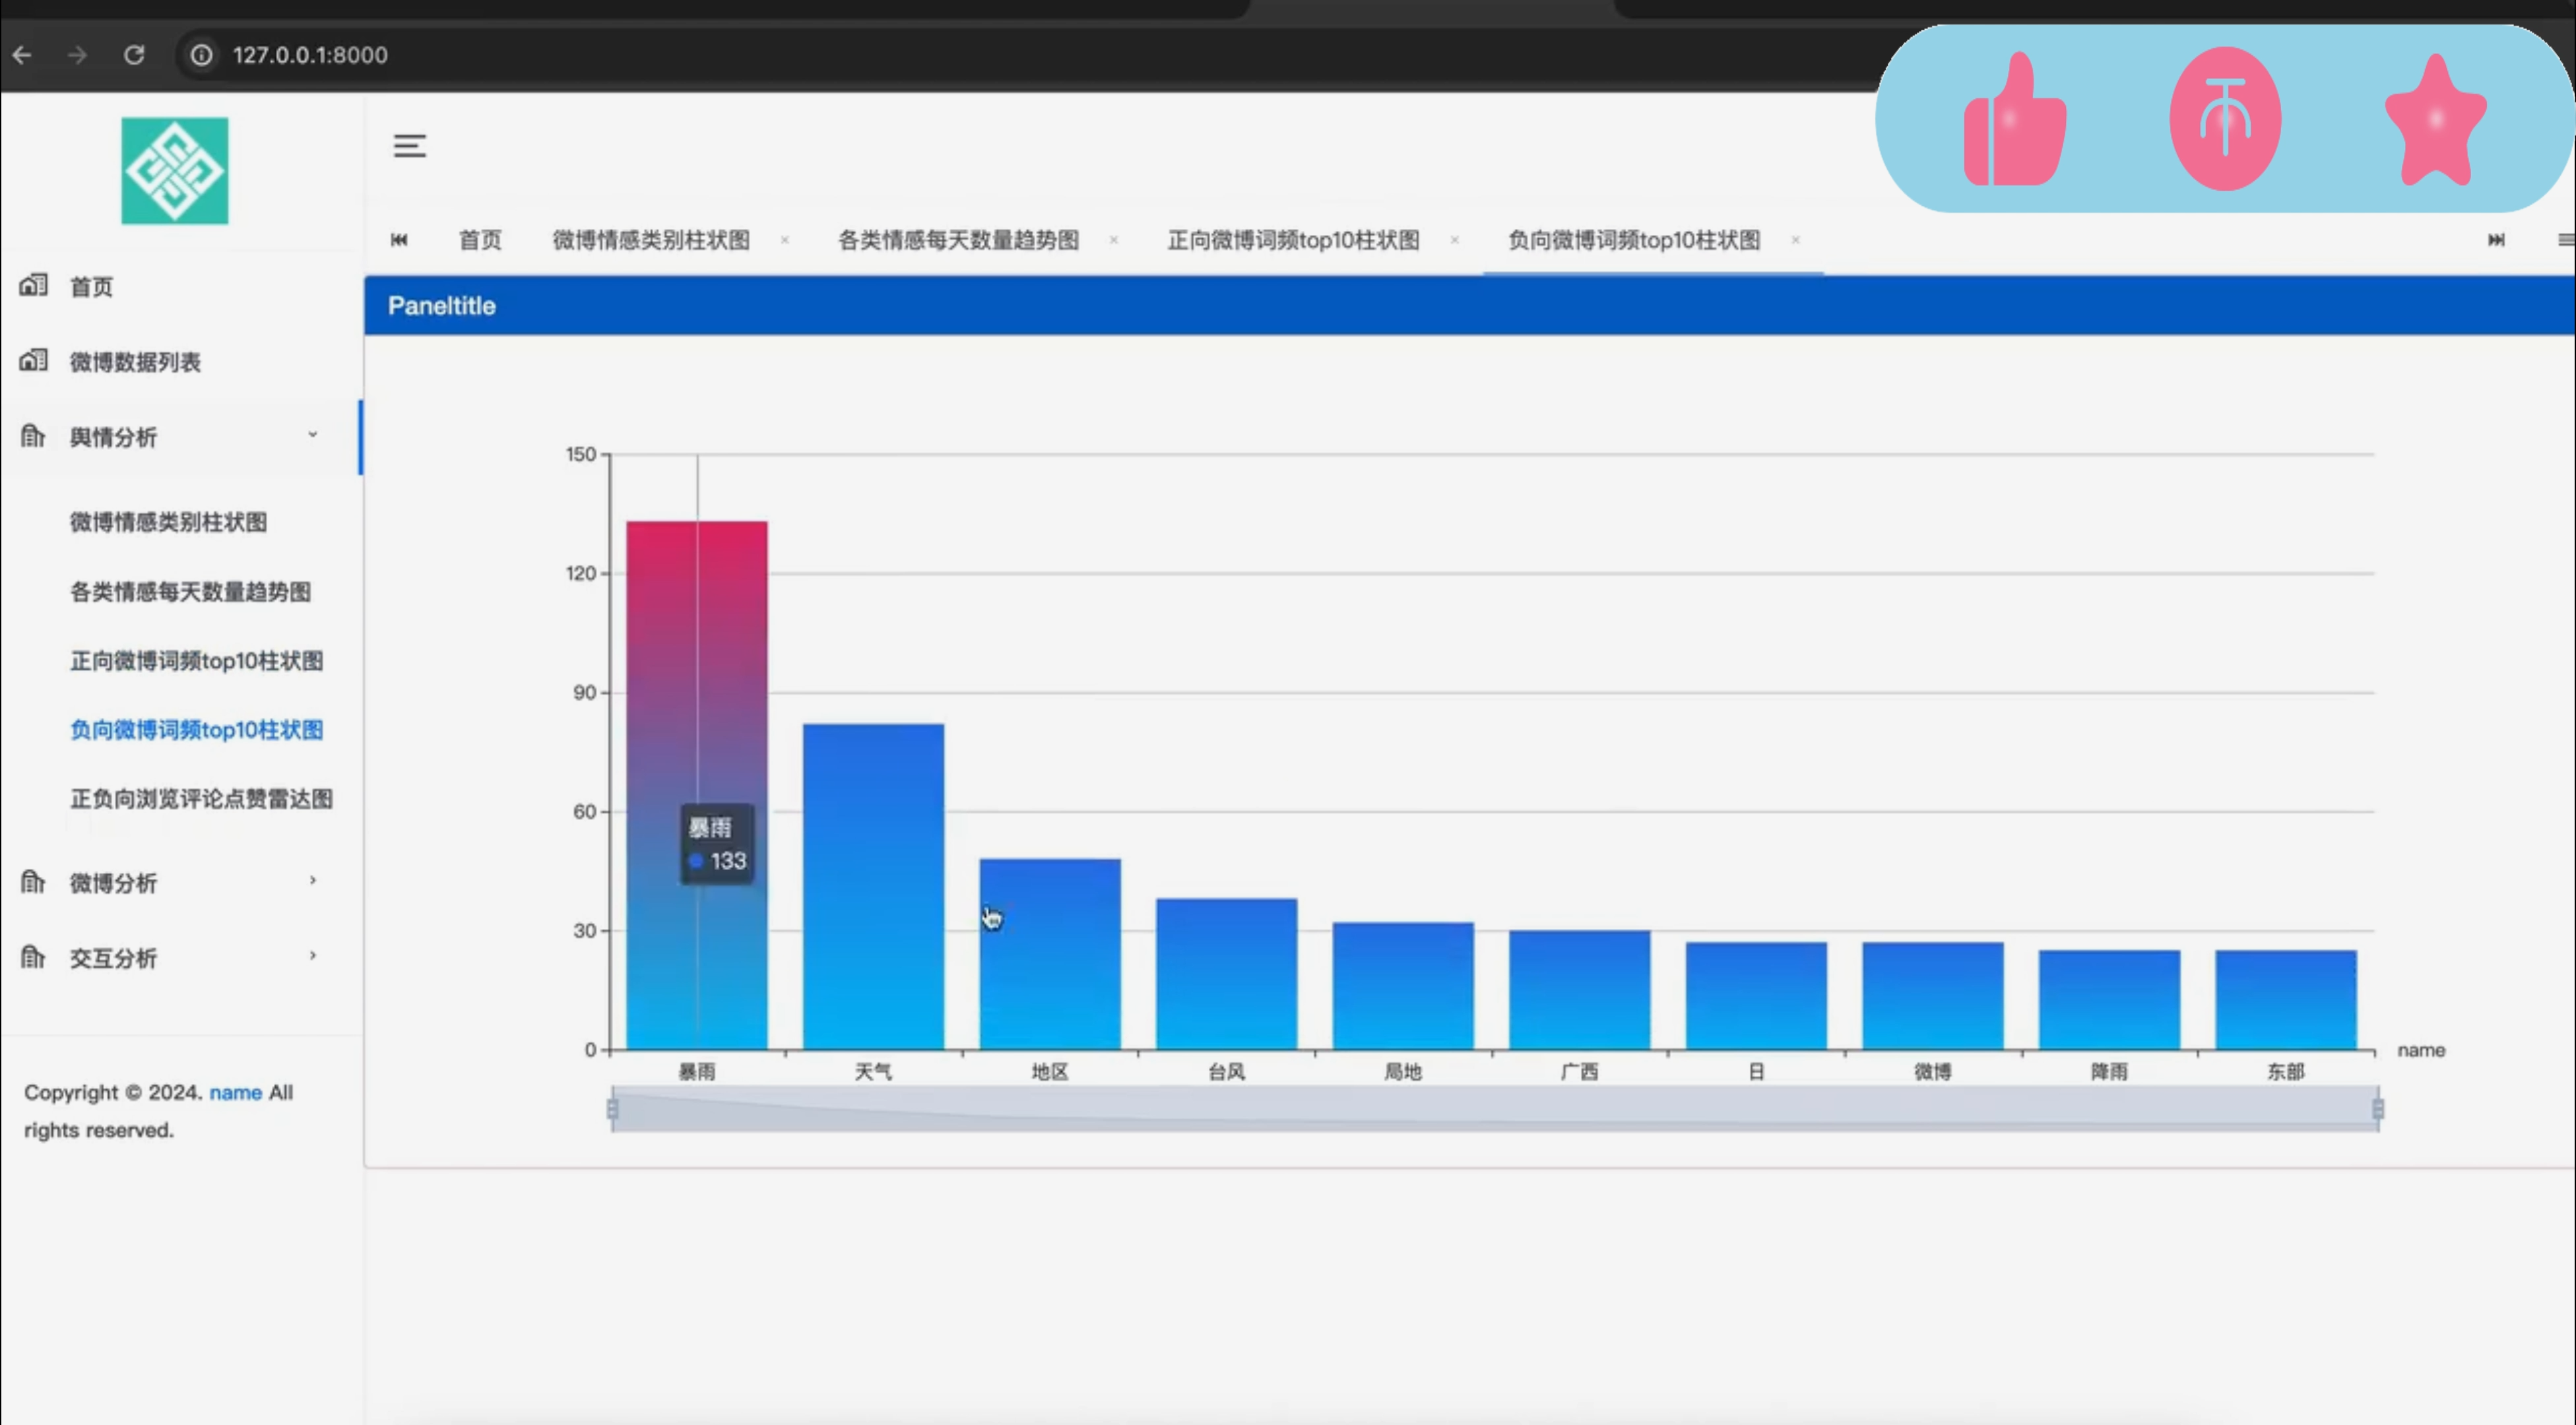 127.0.0.1:8000
首页
微博情感类别柱状图
各类情感每天数量趋势图
正向微博词频top10柱状图
负向微博词频top10柱状图
首页
微博数据列表
舆情分析
微博情感类别柱状图
各类情感每天数量趋势图
正向微博词频top10柱状图
负向微博词频top10柱状图
正负向浏览评论点赞雷达图
微博分析
交互分析
Copyright © 2024. name All
rights reserved.
Paneltitle
150
120
90
60
30
0
暴雨
133
暴雨
天气
地区
台风
局地
广西
日
微博
降雨
东部
name